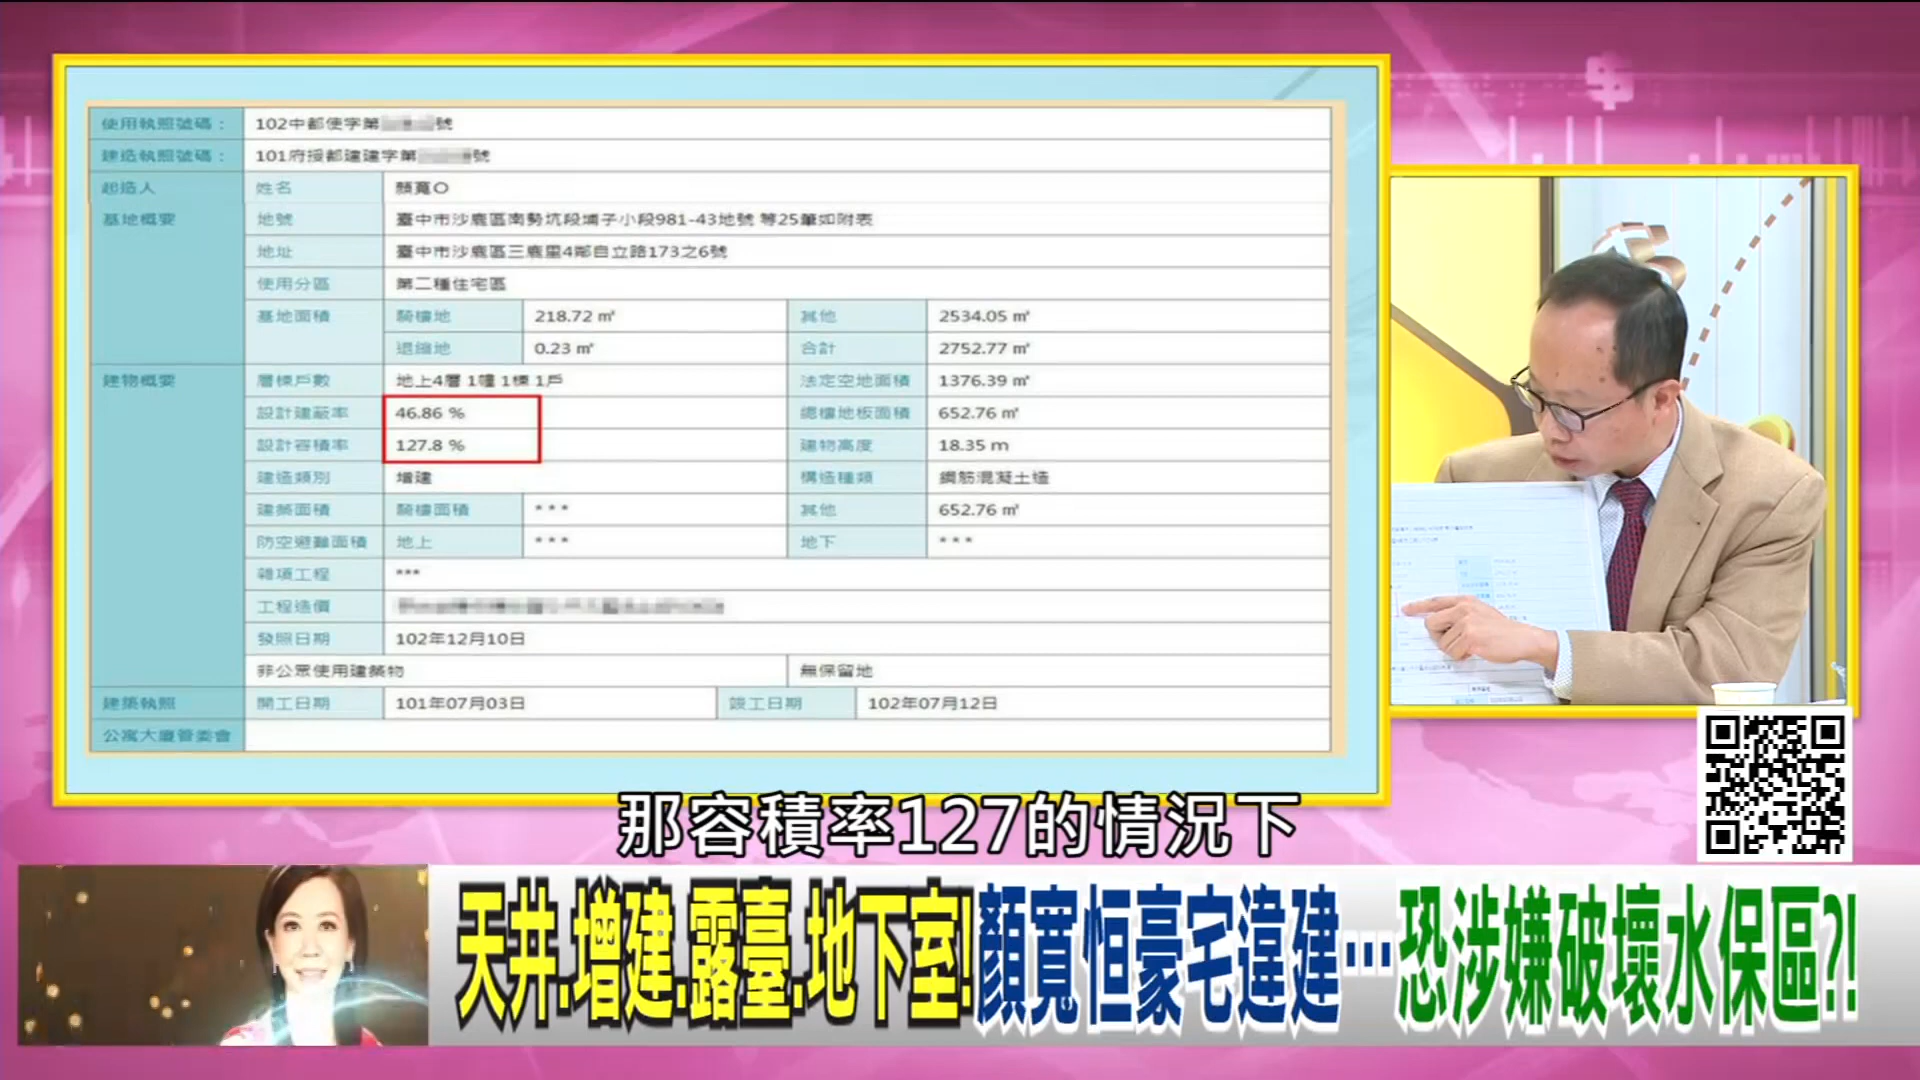 使用執照號碼： 102中都使字第 號
建造執照號碼： 101府授都建建字第 號
起造人 姓名 顏寬O
基地概要 地號 臺中市沙鹿區南勢坑段埔子小段981-43地號 等25筆如附表
地址 臺中市沙鹿區三鹿里4鄰自立路173之6號
使用分區 第二種住宅區
基地面積 騎樓地 218.72 ㎡ 其他 2534.05 ㎡
退縮地 0.23 ㎡ 合計 2752.77 ㎡
建物概要 層棟戶數 地上4層 1幢 1棟 1戶 法定空地面積 1376.39 ㎡
設計建蔽率 46.86 % 總樓地板面積 652.76 ㎡
設計容積率 127.8 % 建物高度 18.35 m
建造類別 增建 構造種類 鋼筋混凝土造
建築面積 騎樓面積 * * * 其他 652.76 ㎡
防空避難面積 地上 * * * 地下 * * *
雜項工程 ***
工程造價
發照日期 102年12月10日
非公眾使用建築物 無保留地
建築執照 開工日期 101年07月03日 竣工日期 102年07月12日
公寓大廈管委會
那容積率127的情況下
天井.增建.露臺.地下室!顏寬恒豪宅違建…恐涉嫌破壞水保區?!